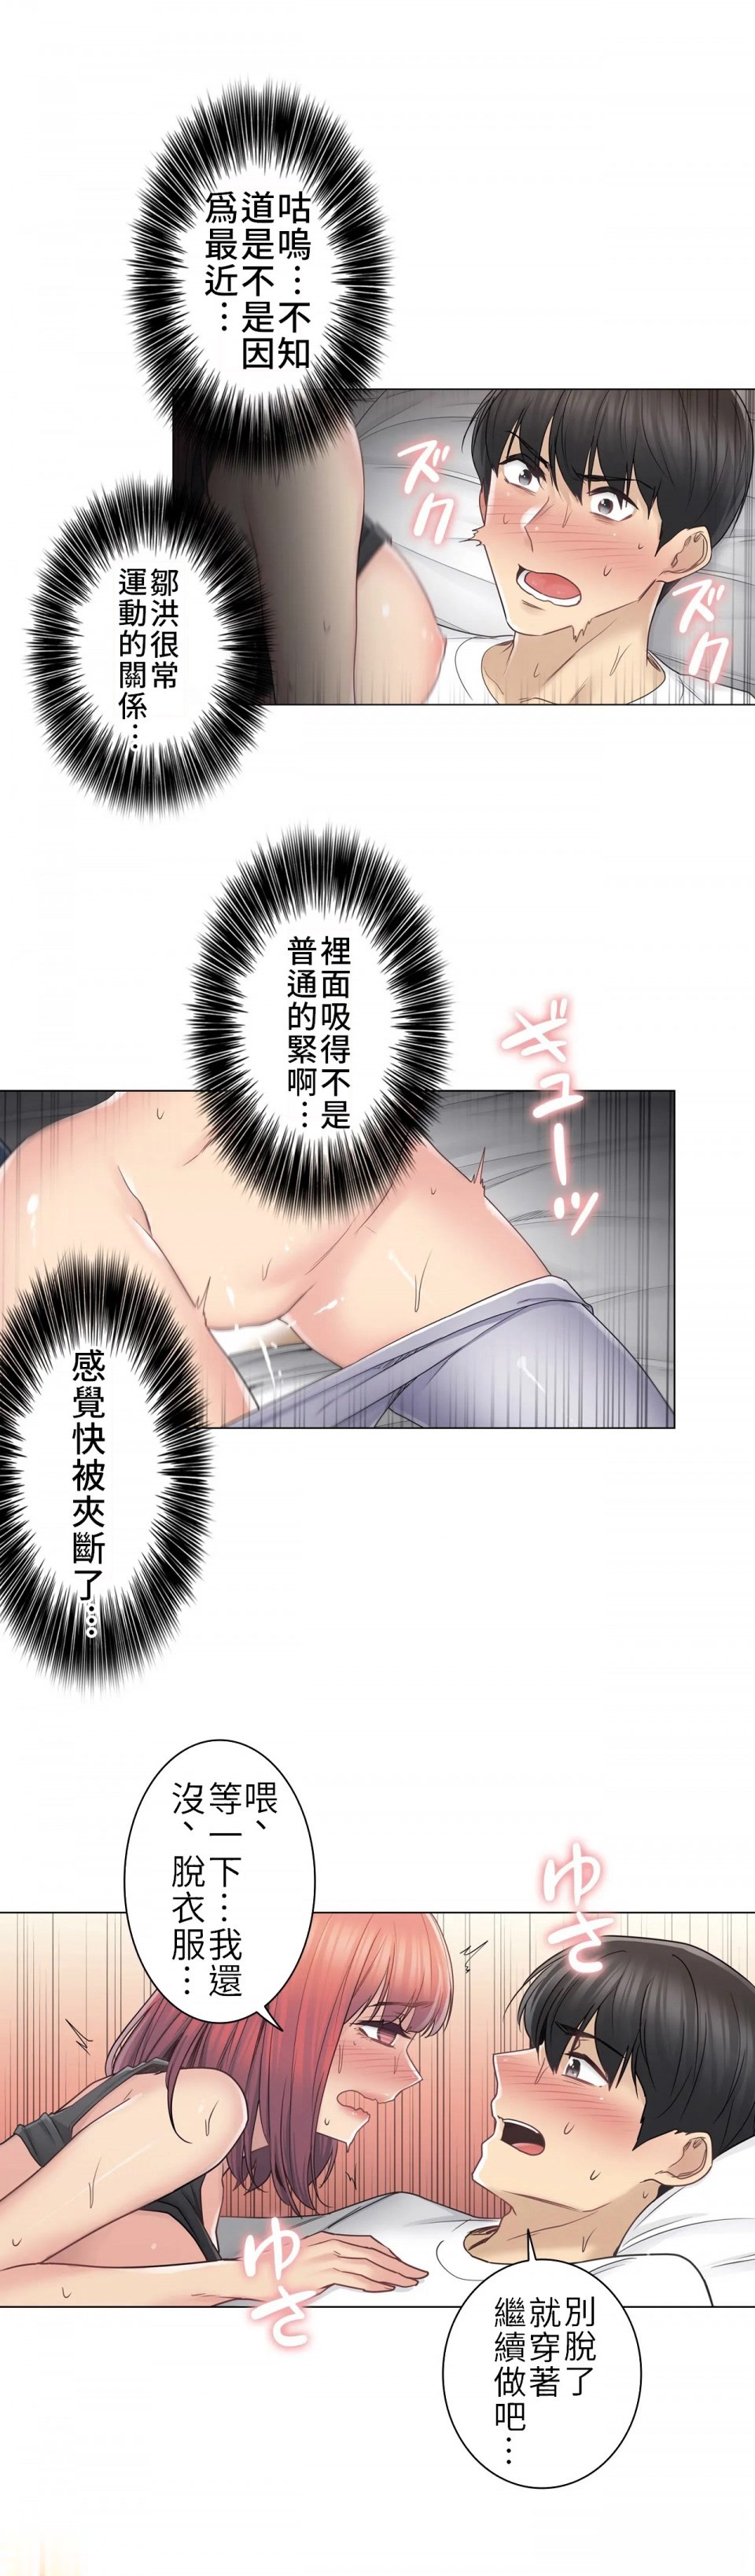 咕嗚⋯不知
道是不是因
爲最近⋯
ズク
ズク
鄒洪很常
運動的關係⋯
裡面吸得不是
普通的緊啊⋯
ギューッ
感覺快被夾斷了⋯
喂、
等一下⋯我還
沒、脫衣服⋯
ゆさ
ゆさ
別脫了
就穿著
繼續做吧⋯